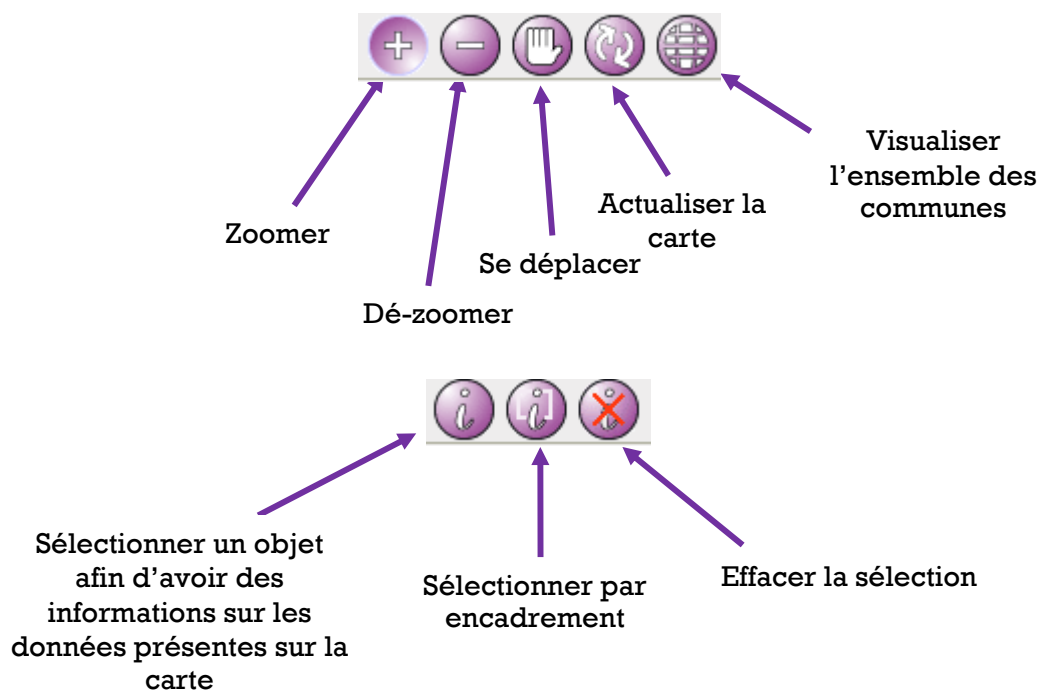 Visualiser
l’ensemble des
communes
Actualiser la
carte
Zoomer
Se déplacer
Dé-zoomer
Sélectionner un objet
afin d’avoir des
informations sur les
données présentes sur la
carte
Sélectionner par
encadrement
Effacer la sélection